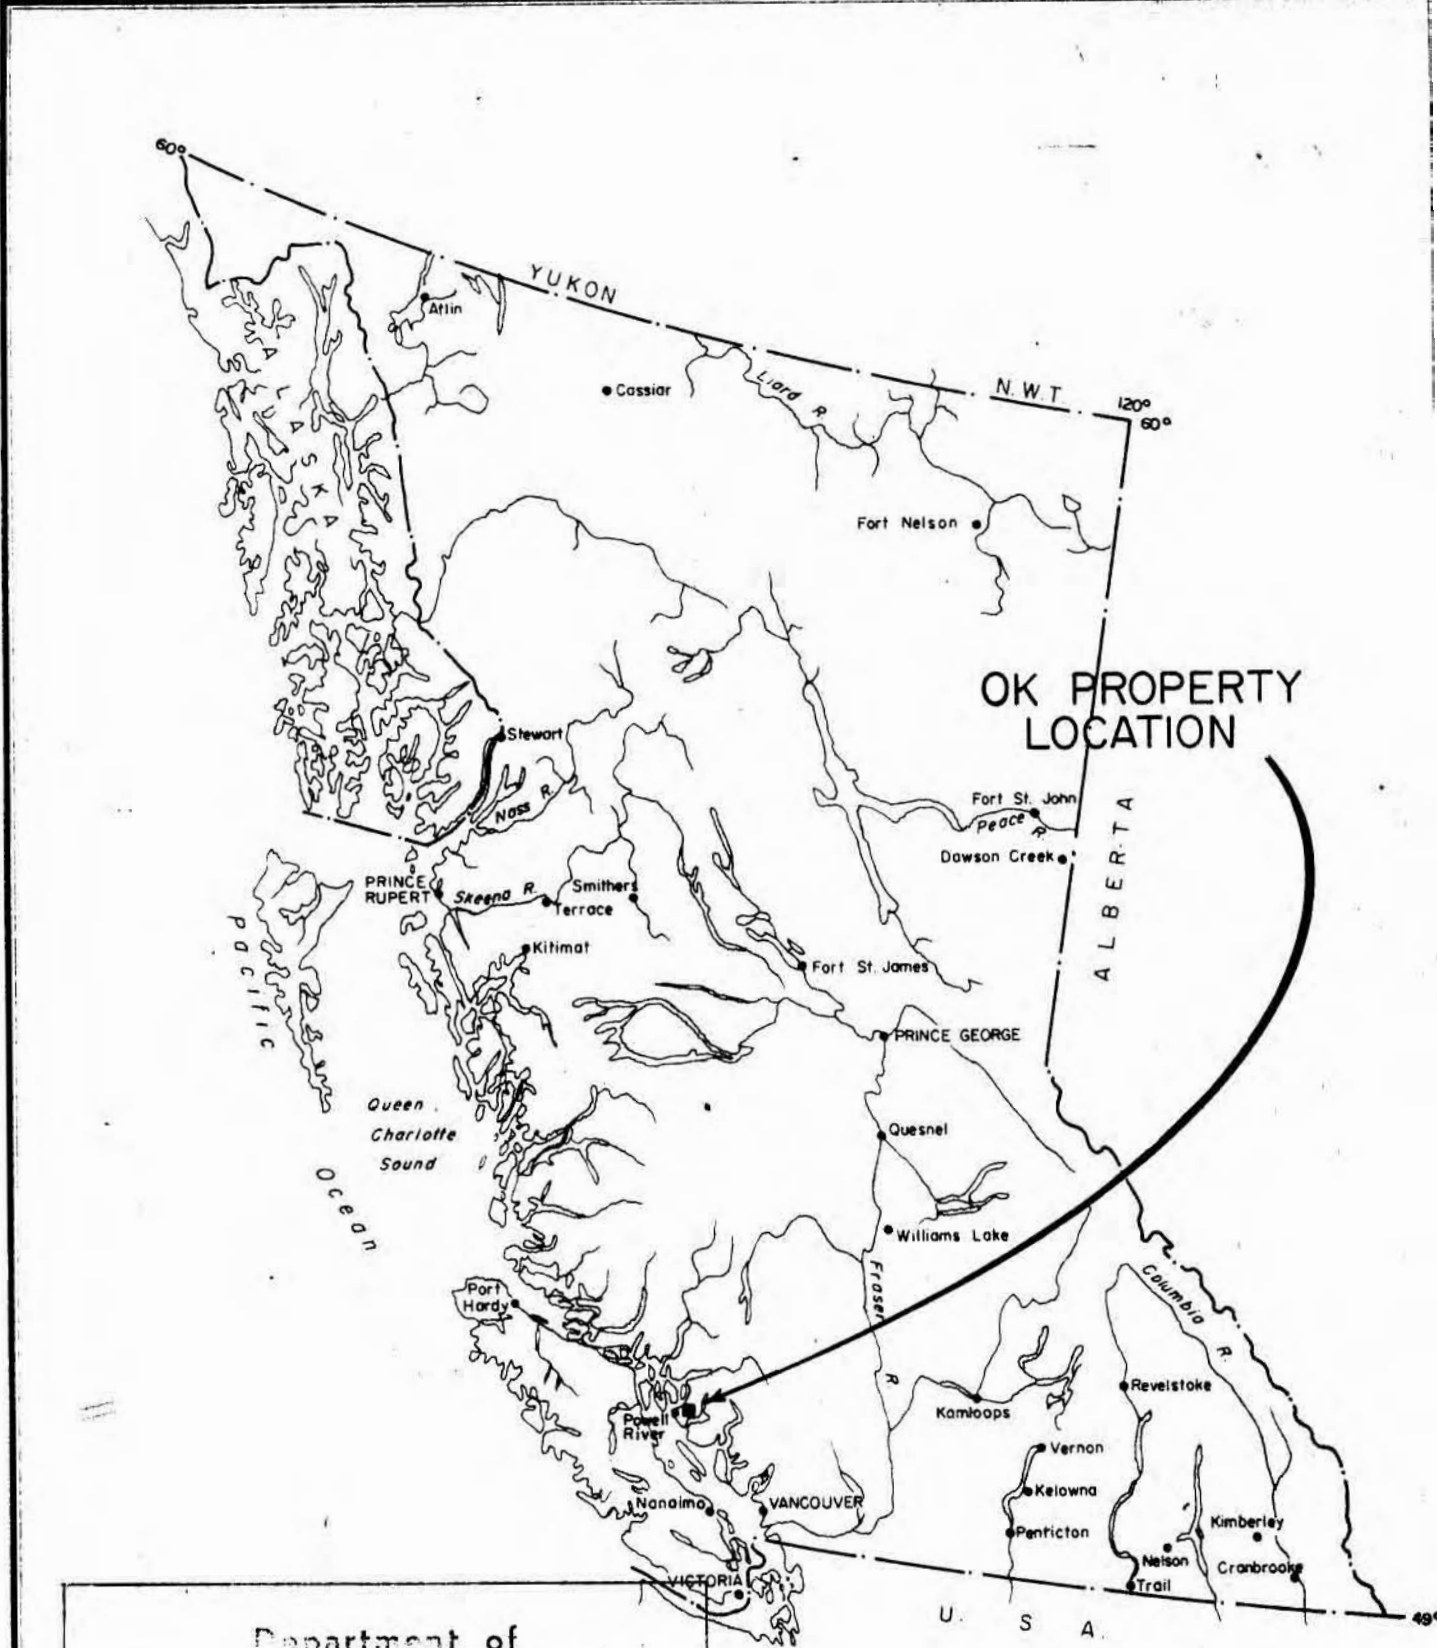 60°
YUKON
Atlin
Cassiar
Liard R.
N.W.T.
120°
60°
ALASKA
Fort Nelson
OK PROPERTY
LOCATION
Stewart
Nass R.
Fort St. John
Peace R.
Dawson Creek
ALBERTA
PRINCE
RUPERT
Skeena R.
Smithers
Terrace
Kitimat
Pacific
Fort St. James
PRINCE GEORGE
Queen
Charlotte
Sound
Quesnel
Ocean
Williams Lake
Fraser R
Columbia R.
Port
Hardy
Powell
River
Kamloops
Revelstoke
Vernon
Kelowna
Nanaimo
VANCOUVER
Penticton
Kimberley
Nelson
Cranbrooke
Trail
VICTORIA
U. S A.
49°
Department of